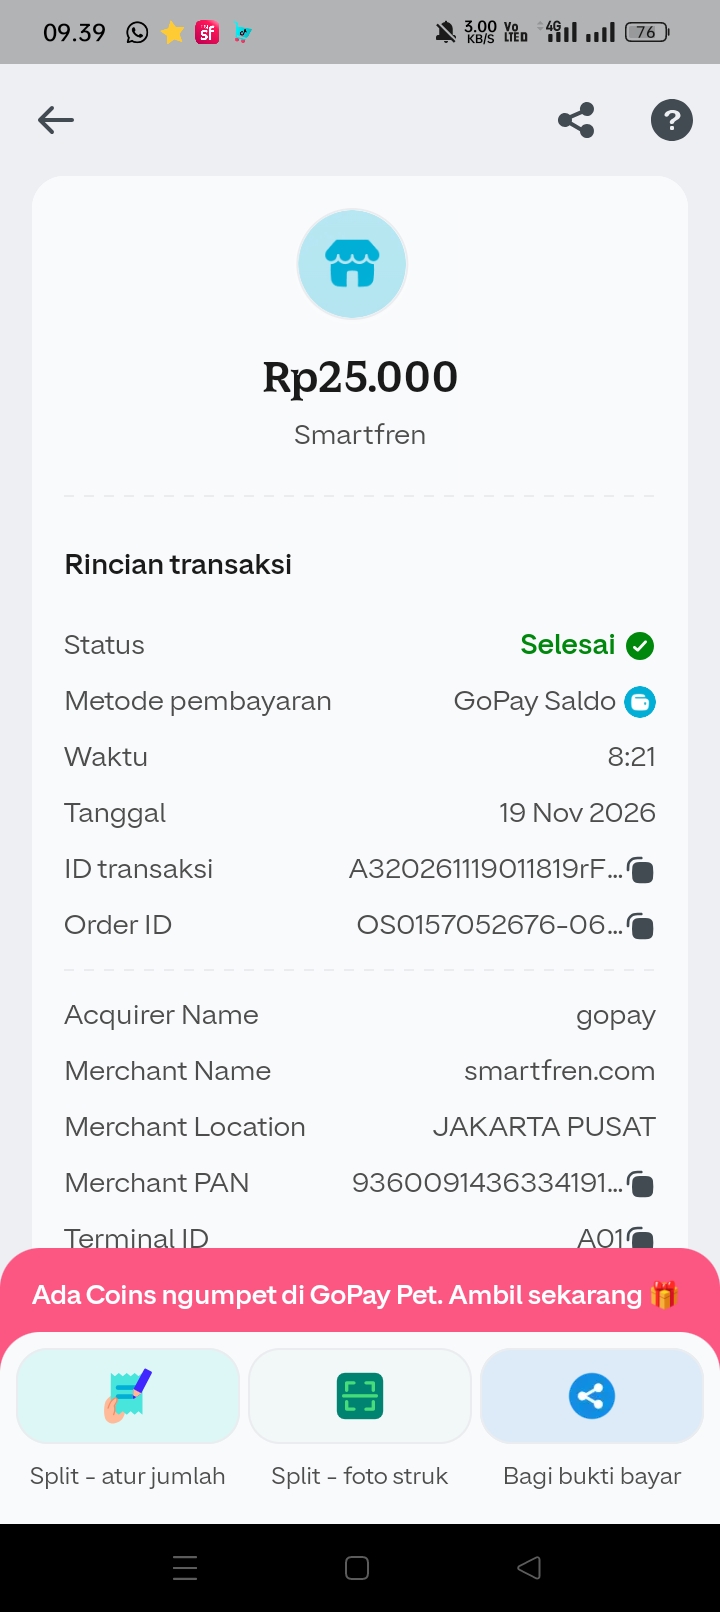 09.39 3.00 KB/S Vo LTED 4G 76
Rp25.000
Smartfren
Rincian transaksi
Status Selesai
Metode pembayaran GoPay Saldo
Waktu 8:21
Tanggal 19 Nov 2026
ID transaksi A320261119011819rF...
Order ID OS0157052676-06...
Acquirer Name gopay
Merchant Name smartfren.com
Merchant Location JAKARTA PUSAT
Merchant PAN 9360091436334191...
Terminal ID A01
Ada Coins ngumpet di GoPay Pet. Ambil sekarang 🎁
Split - atur jumlah Split - foto struk Bagi bukti bayar